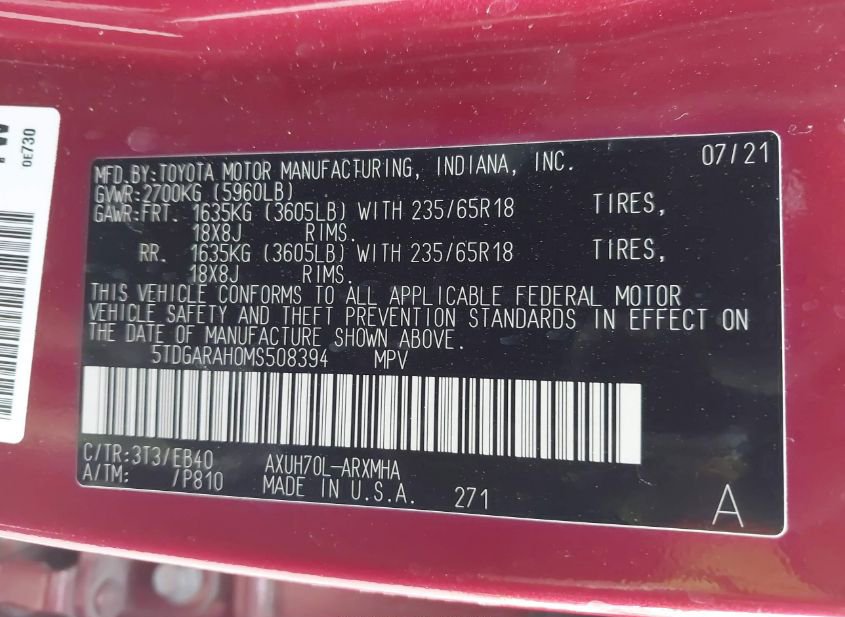 0E730
MFD.BY:TOYOTA MOTOR MANUFACTURING, INDIANA, INC. 07/21
GVWR:2700KG (5960LB)
GAWR:FRT. 1635KG (3605LB) WITH 235/65R18 TIRES,
18X8J RIMS.
RR. 1635KG (3605LB) WITH 235/65R18 TIRES,
18X8J RIMS.
THIS VEHICLE CONFORMS TO ALL APPLICABLE FEDERAL MOTOR
VEHICLE SAFETY AND THEFT PREVENTION STANDARDS IN EFFECT ON
THE DATE OF MANUFACTURE SHOWN ABOVE.
5TDGARAH0MS508394 MPV
C/TR:3T3/EB40 AXUH70L-ARXMHA
A/TM: /P810 MADE IN U.S.A. 271 A